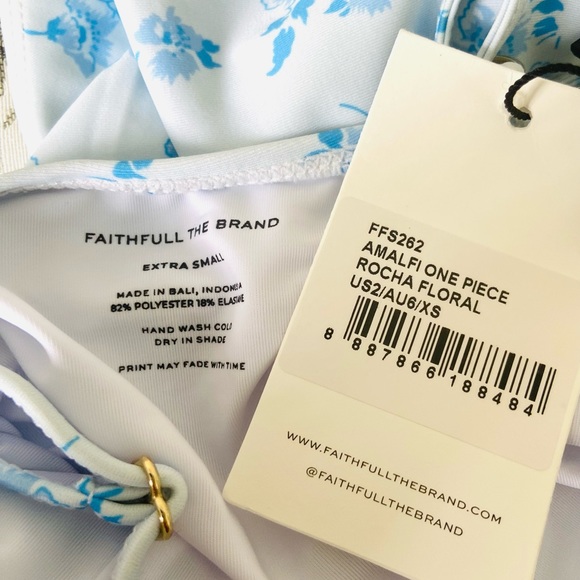 FAITHFULL THE BRAND
EXTRA SMALL
MADE IN BALI, INDONESIA
82% POLYESTER 18% ELASTANE
HAND WASH COLD
DRY IN SHADE
PRINT MAY FADE WITH TIME
FFS262
AMALFI ONE PIECE
ROCHA FLORAL
US2/AU6/XS
8 887866 188484
WWW.FAITHFULLTHEBRAND.COM
@FAITHFULLTHEBRAND